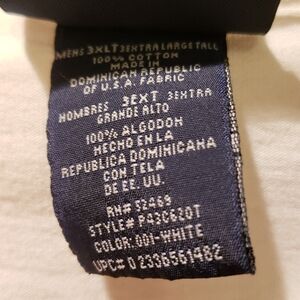 MENS 3XLT 3EXTRA LARGE TALL
100% COTTON
MADE IN
DOMINICAN REPUBLIC
OF U.S.A. FABRIC
HOMBRES 3EXT 3EXTRA
GRANDE ALTO
100% ALGODON
HECHO EN LA
REPUBLICA DOMINICANA
CON TELA
DE EE. UU.
RN# 52469
STYLE# P43C620T
COLOR: 001-WHITE
UPC# 0 2336561482